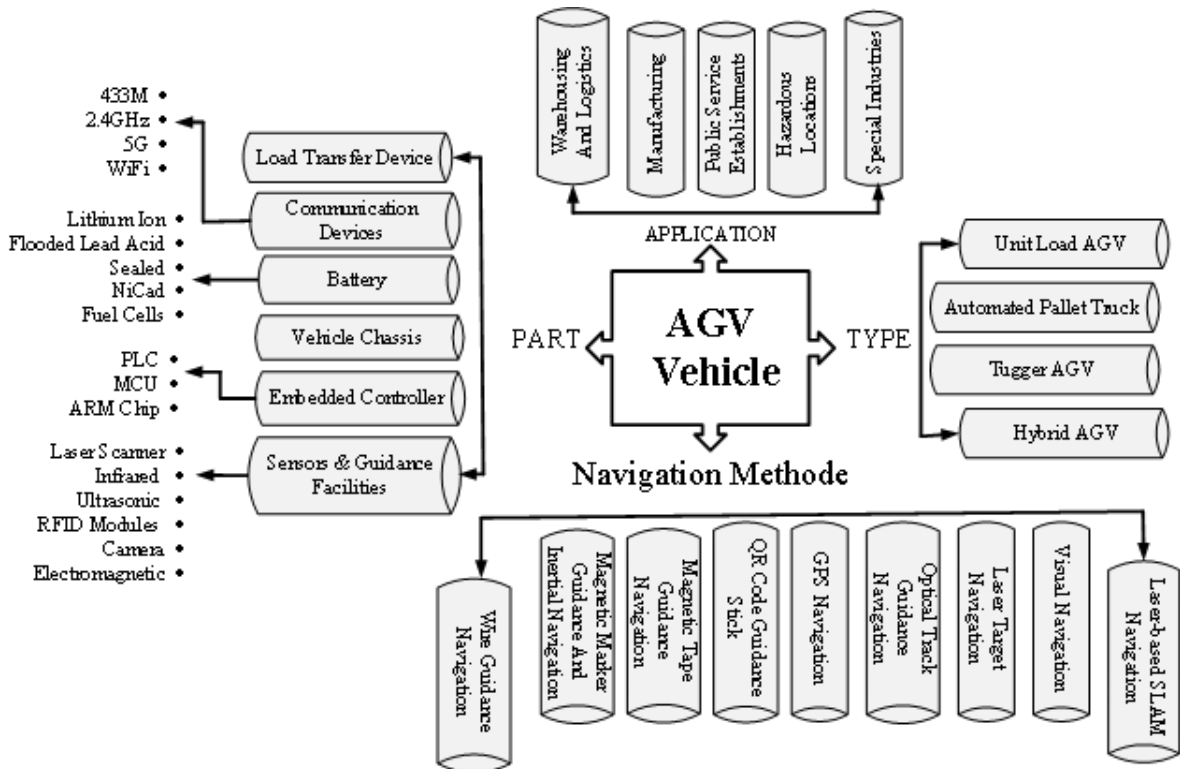 Warehousing
And Logistics
Manufacturing
Public Service
Establishments
Hazardous
Locations
Special Industries
APPLICATION
433M
2.4GHz
5G
WiFi
Lithium Ion
Flooded Lead Acid
Sealed
NiCad
Fuel Cells
PLC
MCU
ARM Chip
Laser Scanner
Infrared
Ultrasonic
RFID Modules
Camera
Electromagnetic
Load Transfer Device
Communication
Devices
Battery
Vehicle Chassis
Embedded Controller
Sensors & Guidance
Facilities
PART
AGV
Vehicle
TYPE
Unit Load AGV
Automated Pallet Truck
Tugger AGV
Hybrid AGV
Navigation Methode
Wire Guidance
Navigation
Magnetic Marker
Guidance And
Inertial Navigation
Magnetic Tape
Guidance
Navigation
QR Code Guidance
Stick
GPS Navigation
Optical Track
Guidance
Navigation
Laser Target
Navigation
Visual Navigation
Laser-based SLAM
Navigation